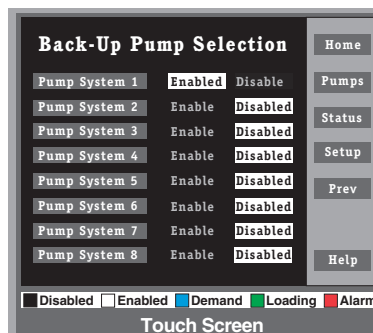 Back-Up Pump Selection
Home
Pump System 1 Enabled Disable
Pumps
Pump System 2 Enable Disabled
Status
Pump System 3 Enable Disabled
Pump System 4 Enable Disabled
Setup
Pump System 5 Enable Disabled
Prev
Pump System 6 Enable Disabled
Pump System 7 Enable Disabled
Pump System 8 Enable Disabled
Help
Disabled Enabled Demand Loading Alarm
Touch Screen